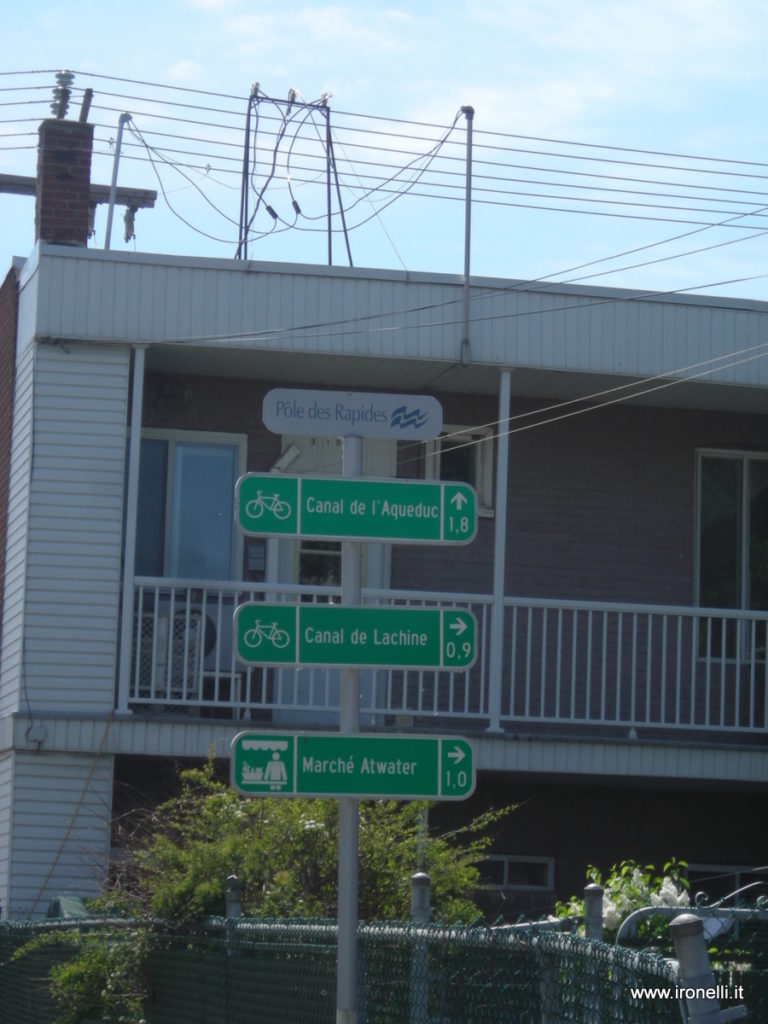 Pôle des Rapides
310
Canal de l'Aqueduc
1,8
Canal de Lachine
0,9
Marché Atwater
1,0
www.ironelli.it